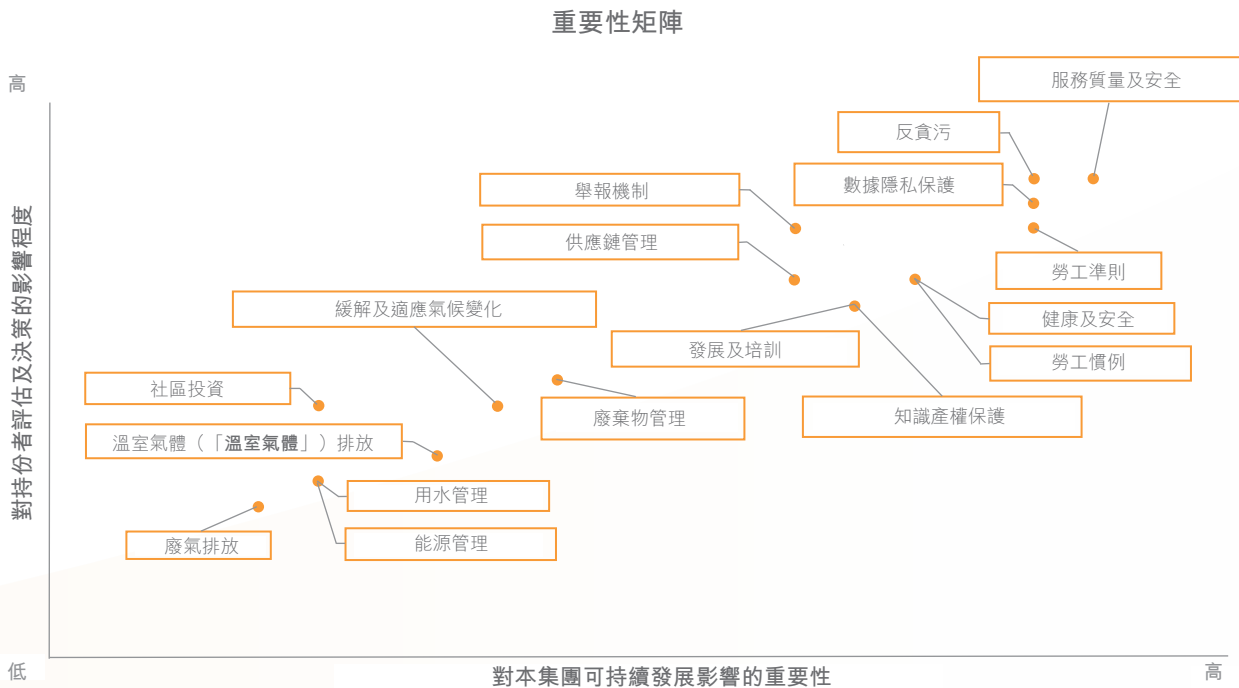 重要性矩陣
高
服務質量及安全
反貪污
數據隱私保護
舉報機制
供應鏈管理
勞工準則
緩解及適應氣候變化
健康及安全
發展及培訓
勞工慣例
社區投資
廢棄物管理
知識產權保護
溫室氣體（「溫室氣體」）排放
用水管理
廢氣排放
能源管理
對持份者評估及決策的影響程度
低
對本集團可持續發展影響的重要性
高